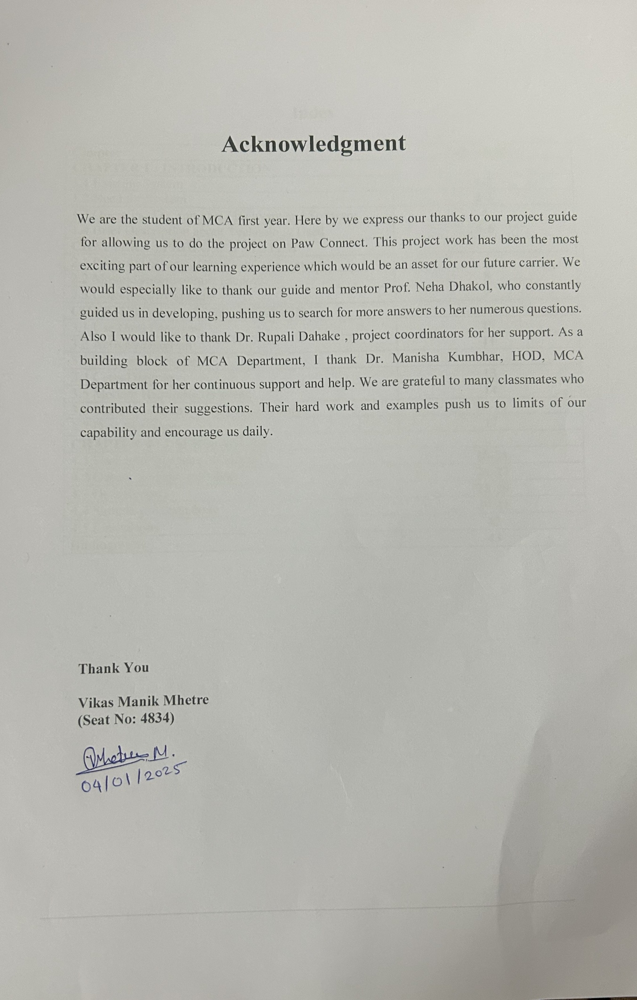 Acknowledgment
We are the student of MCA first year. Here by we express our thanks to our project guide
for allowing us to do the project on Paw Connect. This project work has been the most
exciting part of our learning experience which would be an asset for our future carrier. We
would especially like to thank our guide and mentor Prof. Neha Dhakol, who constantly
guided us in developing, pushing us to search for more answers to her numerous questions.
Also I would like to thank Dr. Rupali Dahake , project coordinators for her support. As a
building block of MCA Department, I thank Dr. Manisha Kumbhar, HOD, MCA
Department for her continuous support and help. We are grateful to many classmates who
contributed their suggestions. Their hard work and examples push us to limits of our
capability and encourage us daily.
Thank You
Vikas Manik Mhetre
(Seat No: 4834)
M.
04/01/2025